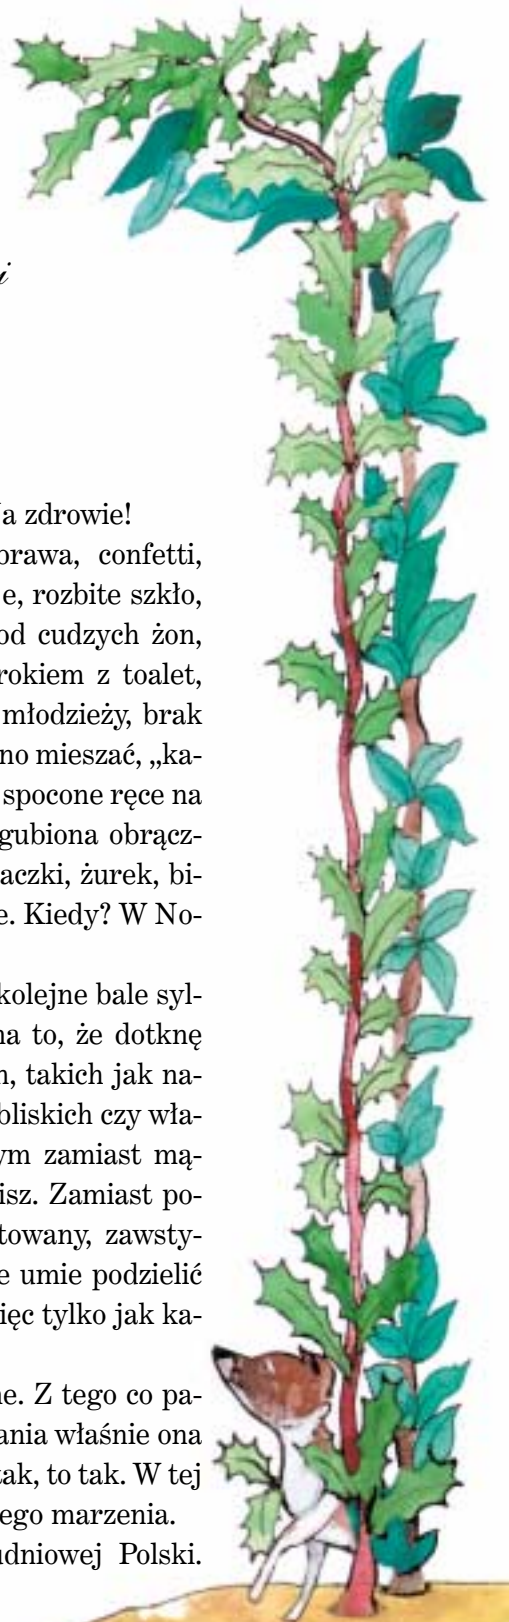 i
a zdrowie!
prawa, confetti,
e, rozbite szkło,
od cudzych żon,
rokiem z toalet,
młodzieży, brak
no mieszać, „ka-
spocone ręce na
gubiona obrącz-
aczki, żurek, bi-
e. Kiedy? W No-
kolejne bale syl-
na to, że dotknę
n, takich jak na-
bliskich czy wła-
ym zamiast mą-
isz. Zamiast po-
towany, zawsty-
e umie podzielić
ięc tylko jak ka-
ne. Z tego co pa-
ania właśnie ona
tak, to tak. W tej
ego marzenia.
udniowej Polski.